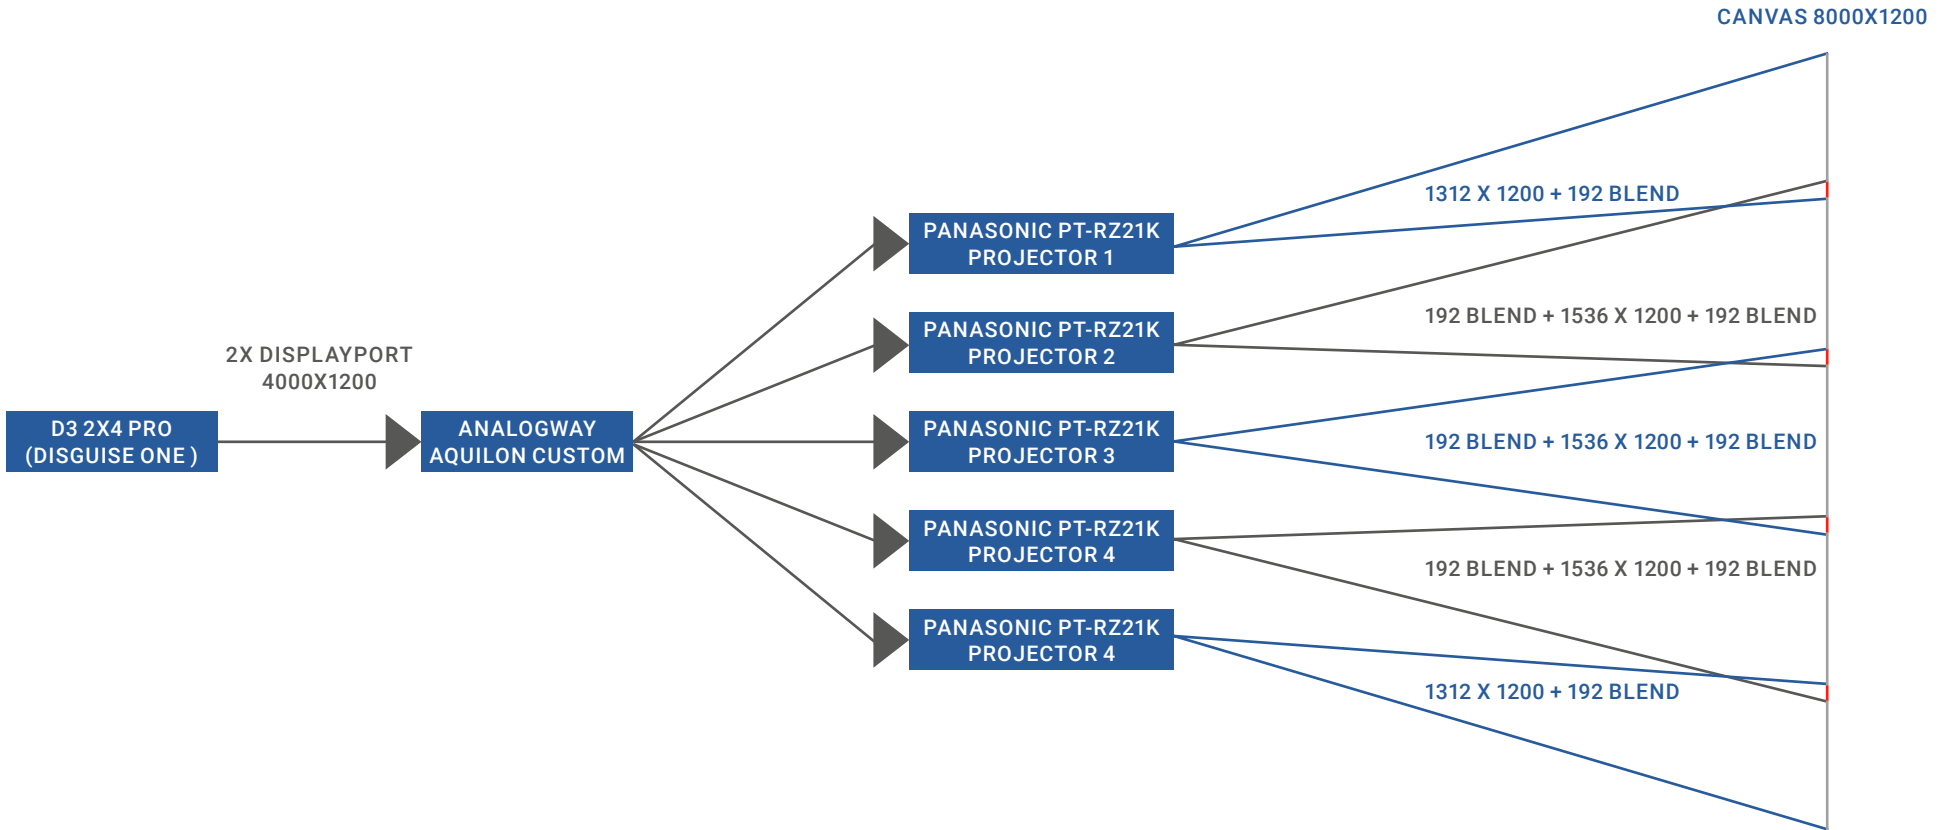 CANVAS 8000X1200
1312 X 1200 + 192 BLEND
PANASONIC PT-RZ21K
PROJECTOR 1
192 BLEND + 1536 X 1200 + 192 BLEND
PANASONIC PT-RZ21K
PROJECTOR 2
2X DISPLAYPORT
4000X1200
D3 2X4 PRO
(DISGUISE ONE )
ANALOGWAY
AQUILON CUSTOM
PANASONIC PT-RZ21K
PROJECTOR 3
192 BLEND + 1536 X 1200 + 192 BLEND
PANASONIC PT-RZ21K
PROJECTOR 4
192 BLEND + 1536 X 1200 + 192 BLEND
PANASONIC PT-RZ21K
PROJECTOR 4
1312 X 1200 + 192 BLEND